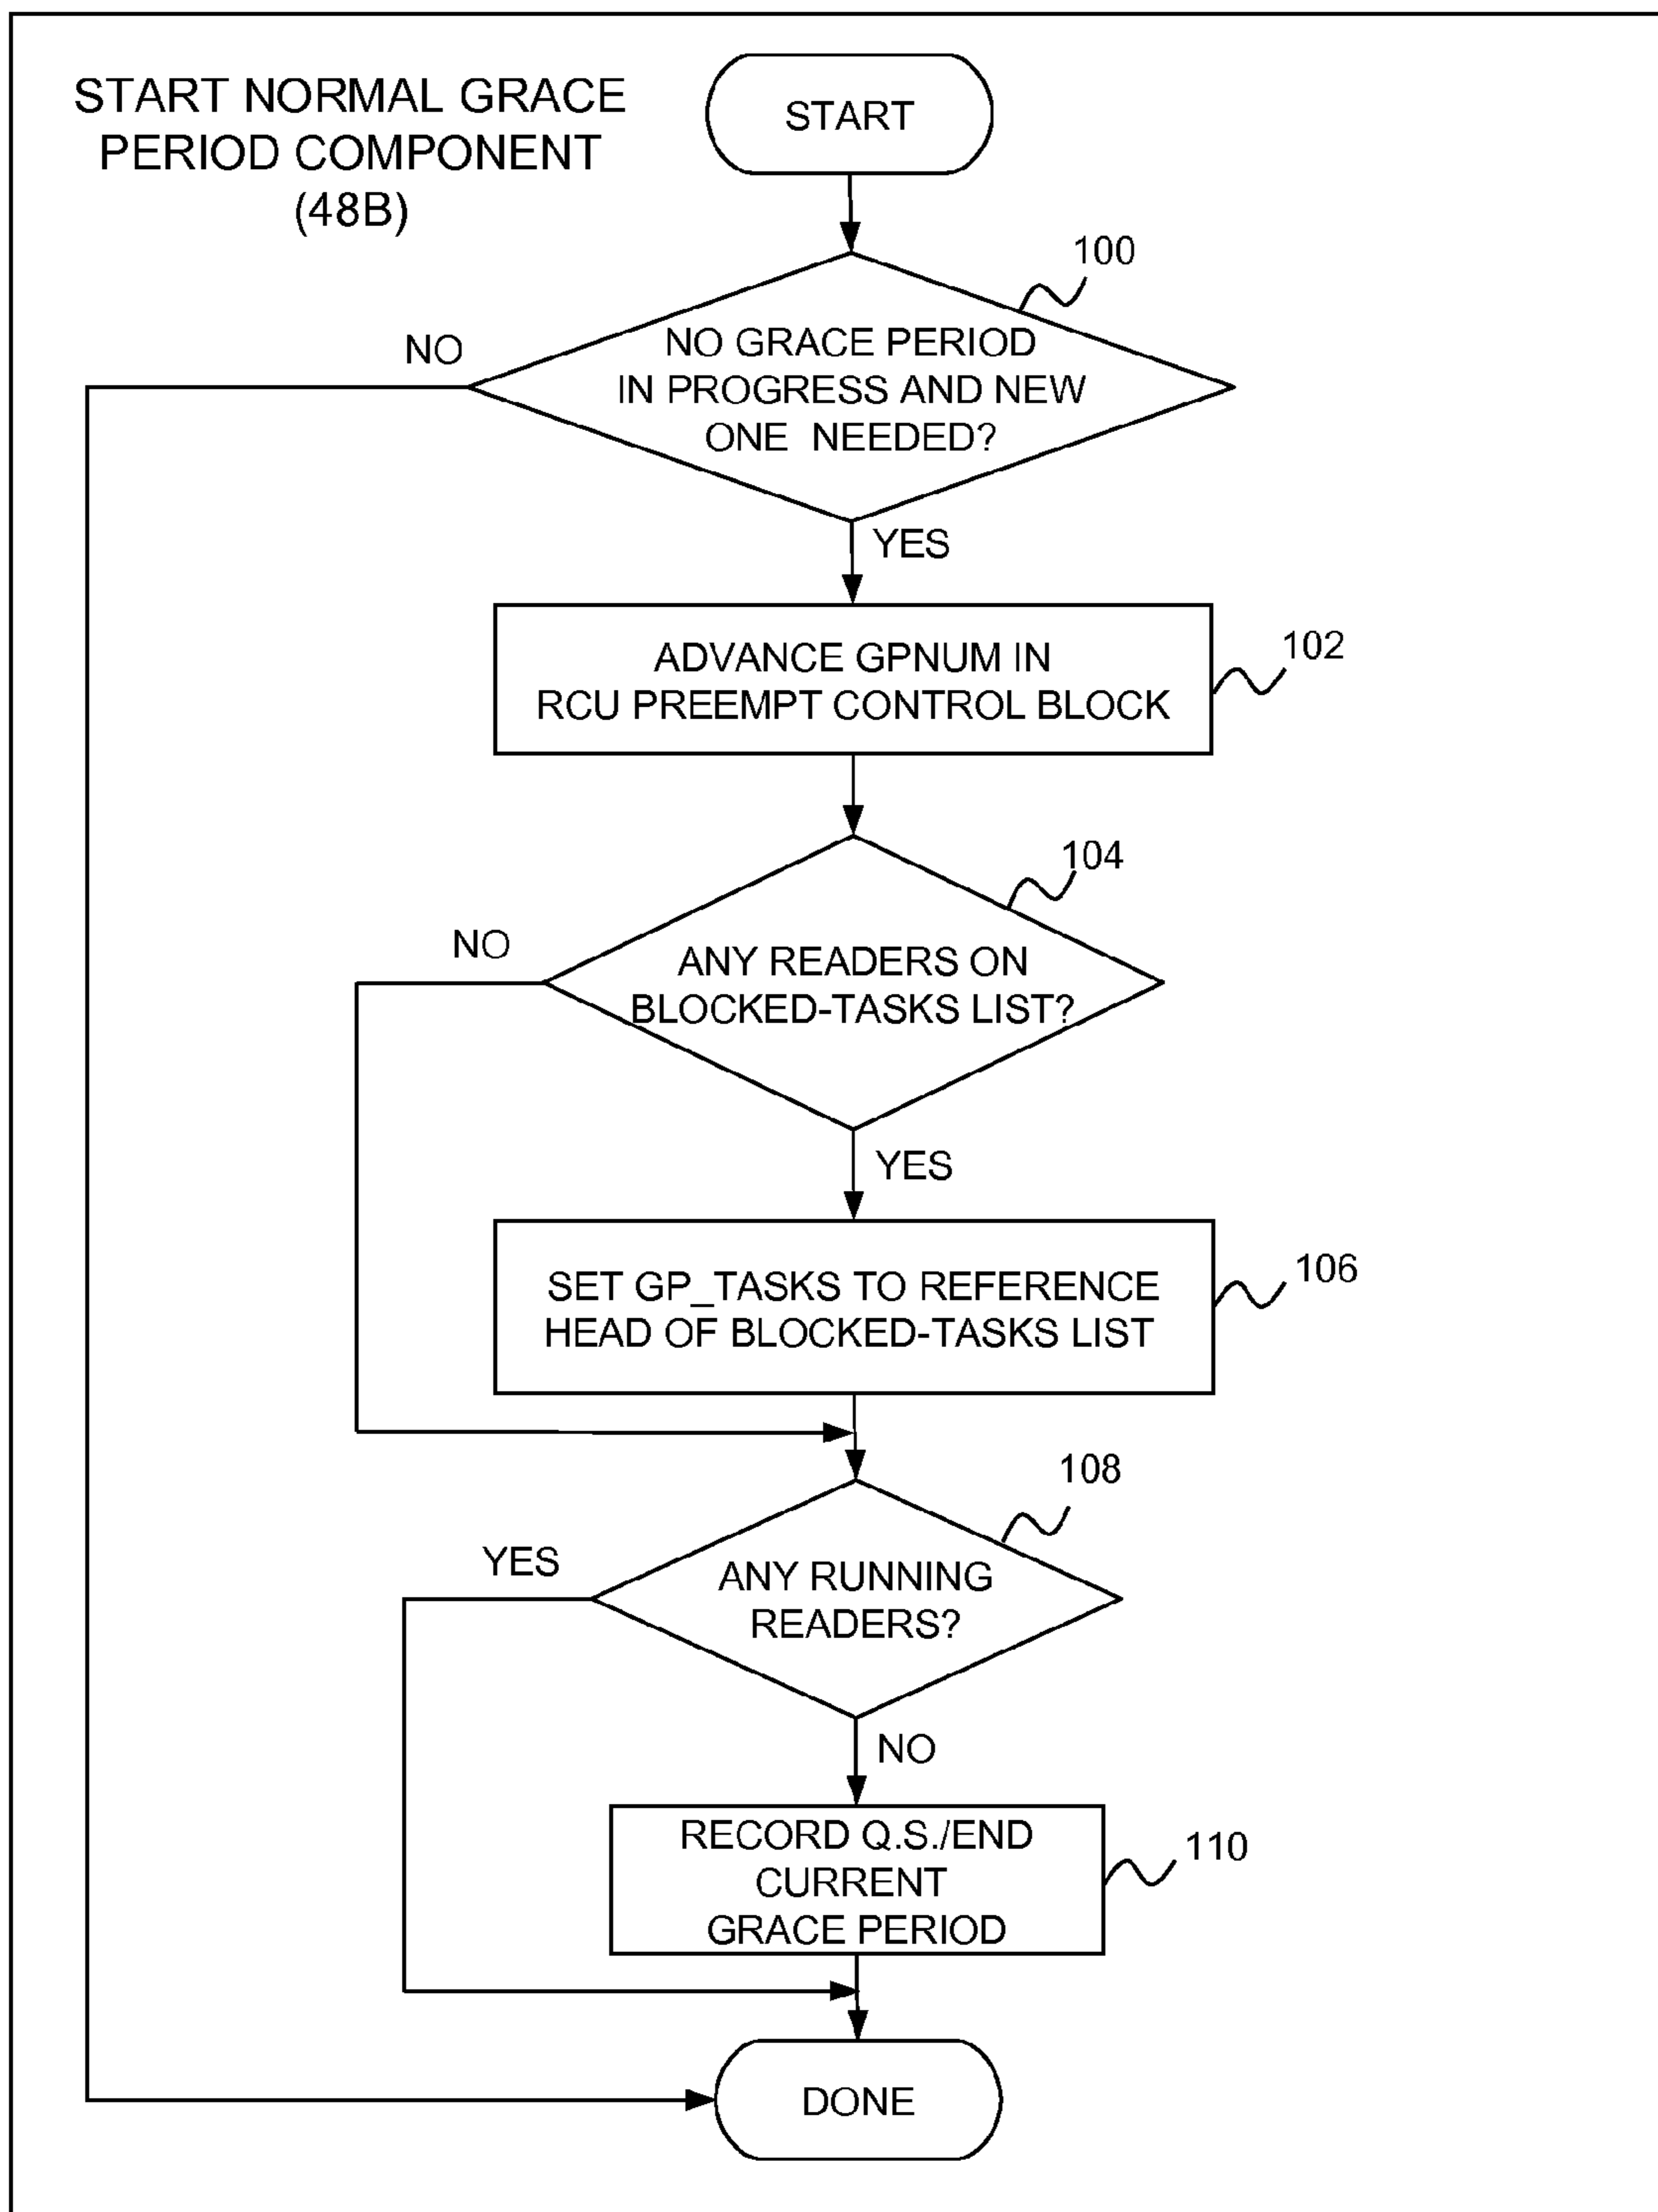 START NORMAL GRACE
PERIOD COMPONENT
(48B)
START
100
NO
NO GRACE PERIOD
IN PROGRESS AND NEW
ONE NEEDED?
YES
102
ADVANCE GPNUM IN
RCU PREEMPT CONTROL BLOCK
104
NO
ANY READERS ON
BLOCKED-TASKS LIST?
YES
106
SET GP_TASKS TO REFERENCE
HEAD OF BLOCKED-TASKS LIST
108
YES
ANY RUNNING
READERS?
NO
110
RECORD Q.S./END
CURRENT
GRACE PERIOD
DONE